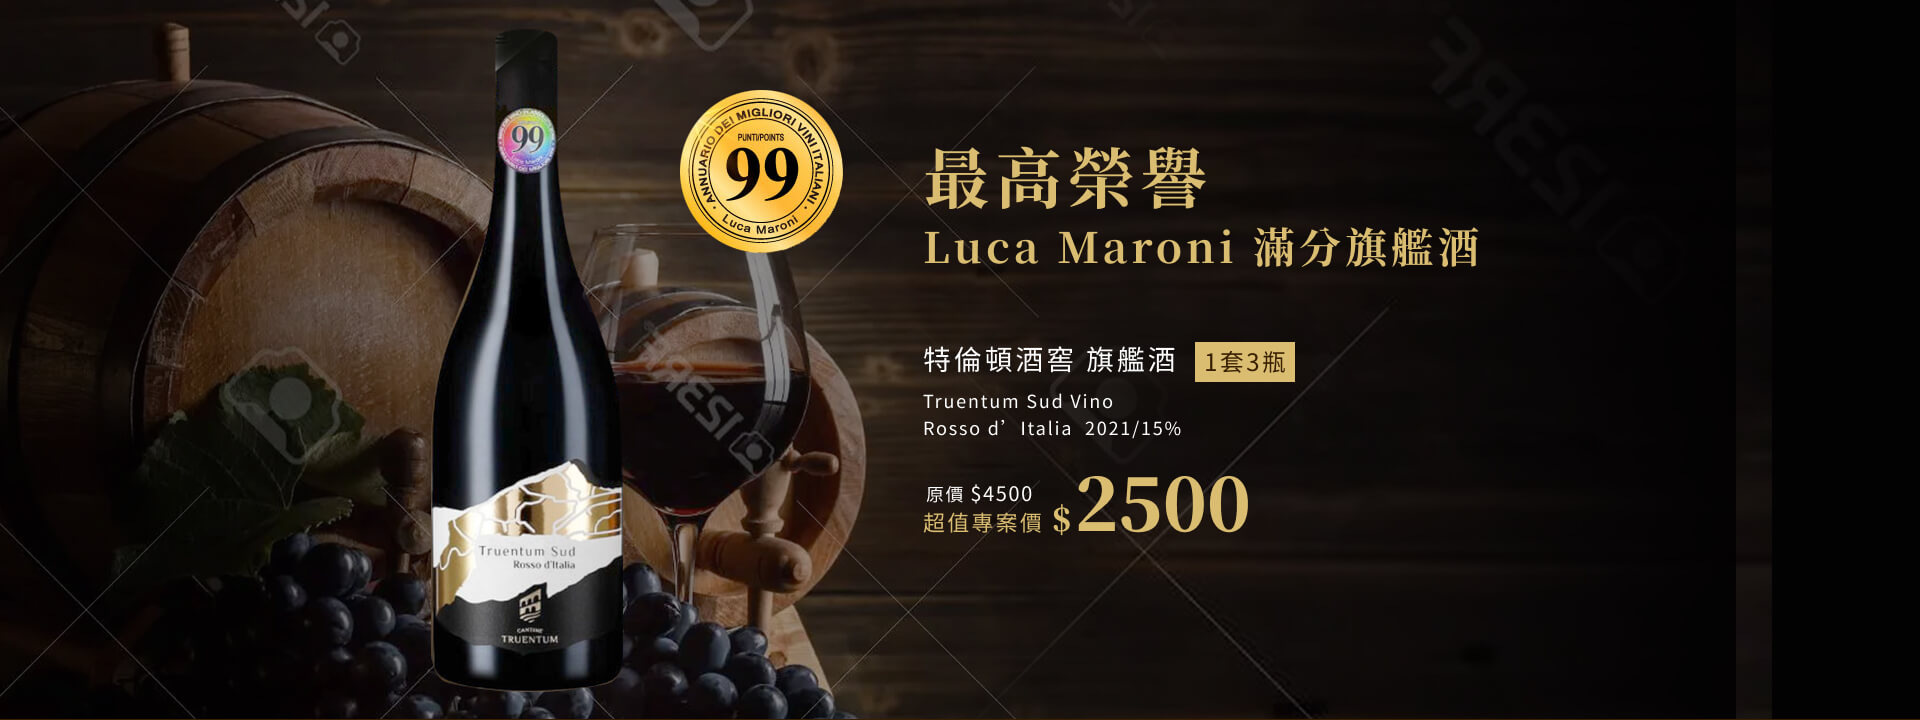 99
ANNUARIO DEI MIGLIORI VINI ITALIANI
PUNTI/POINTS
99
Luca Maroni
最高榮譽
Luca Maroni 滿分旗艦酒
特倫頓酒窖 旗艦酒 1套3瓶
Truentum Sud Vino
Rosso d’Italia 2021/15%
原價 $4500
超值專案價 $2500
Truentum Sud
Rosso d'Italia
CANTINE
TRUENTUM